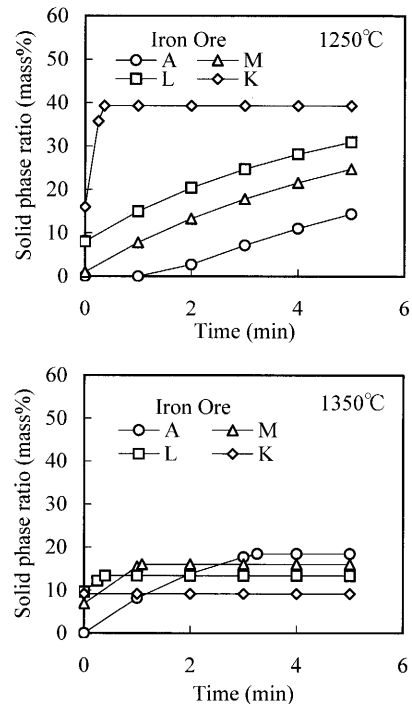 60
50
40
30
20
10
0
Solid phase ratio (mass%)
Iron Ore
1250℃
A
M
L
K
0
2
4
6
Time (min)
60
50
40
30
20
10
0
Solid phase ratio (mass%)
Iron Ore
1350℃
A
M
L
K
0
2
4
6
Time (min)